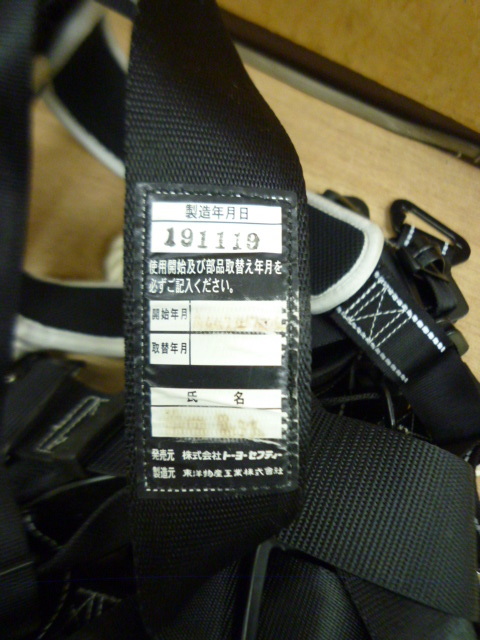 製造年月日
191119
使用開始及び部品取替え年月を
必ずご記入ください。
開始年月
取替年月
氏 名
発売元 株式会社トーヨーセフティー
製造元 東洋物産工業株式会社